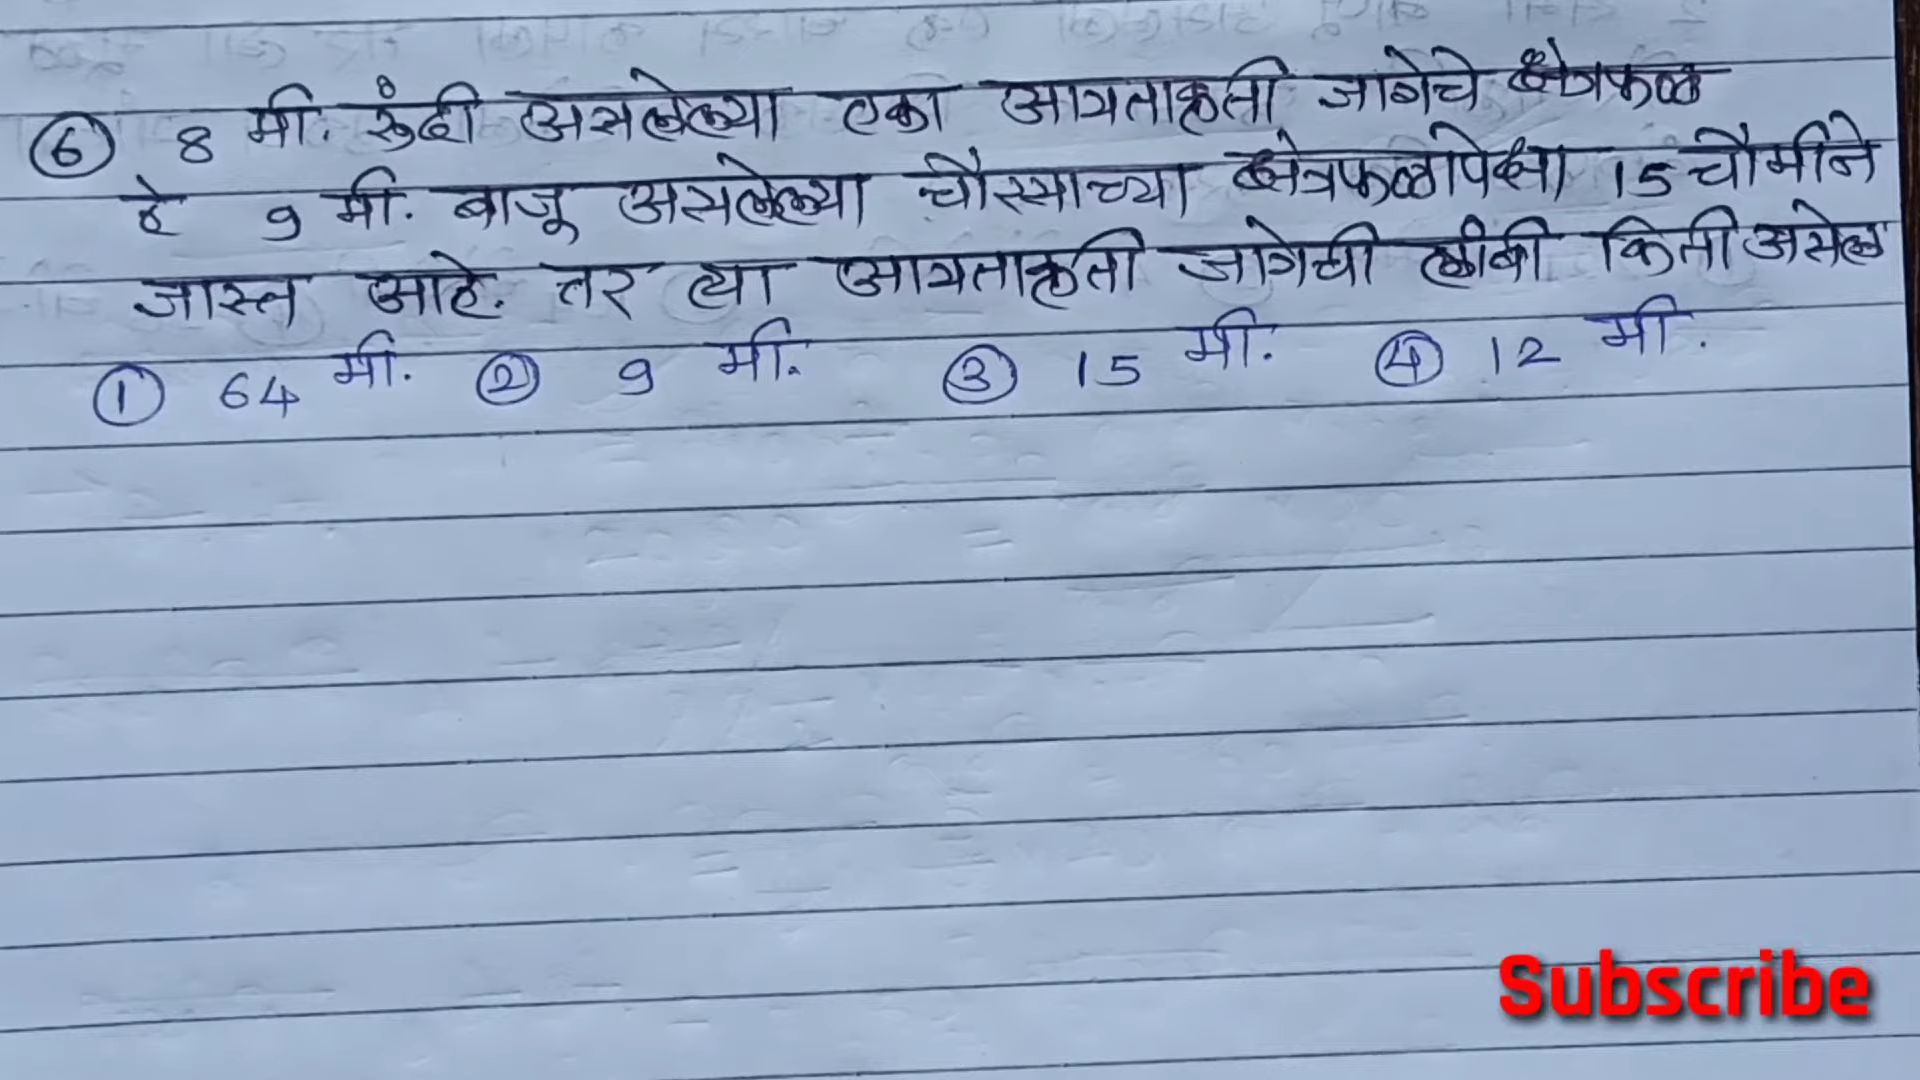 ⑥ 8 मी. रुंदी असलेल्या एका आयताकृती जागेचे क्षेत्रफळ
हे 9 मी. बाजू असलेल्या चौरसाच्या क्षेत्रफळापेक्षा 15 चौमीने
जास्त आहे. तर त्या आयताकृती जागेची लांबी किती असेल
① 64 मी. ② 9 मी. ③ 15 मी. ④ 12 मी.
Subscribe